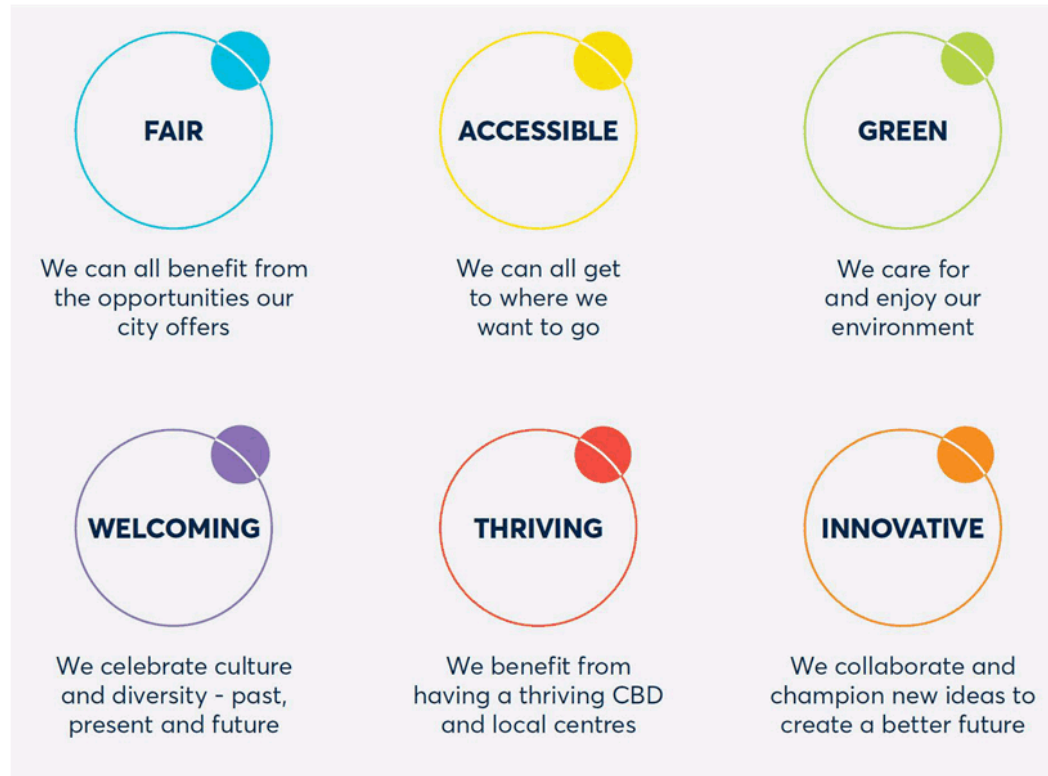 FAIR
We can all benefit from
the opportunities our
city offers
ACCESSIBLE
We can all get
to where we
want to go
GREEN
We care for
and enjoy our
environment
WELCOMING
We celebrate culture
and diversity - past,
present and future
THRIVING
We benefit from
having a thriving CBD
and local centres
INNOVATIVE
We collaborate and
champion new ideas to
create a better future